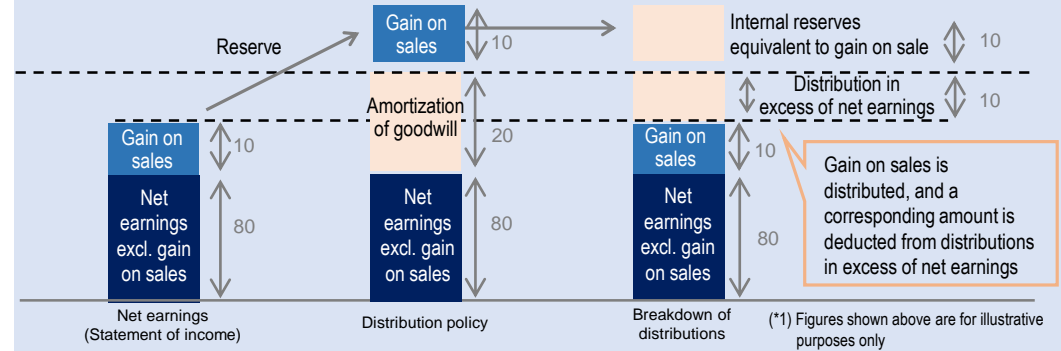 Reserve
Gain on
sales
10
Internal reserves
equivalent to gain on sale
10
Amortization
of goodwill
20
Distribution in
excess of net earnings
10
Gain on
sales
10
Gain on
sales
10
Net
earnings
excl. gain
on sales
80
Net
earnings
excl. gain
on sales
80
Net
earnings
excl. gain
on sales
80
Gain on sales is
distributed, and a
corresponding amount is
deducted from distributions
in excess of net earnings
Net earnings
(Statement of income)
Distribution policy
Breakdown of
distributions
(*1) Figures shown above are for illustrative
purposes only